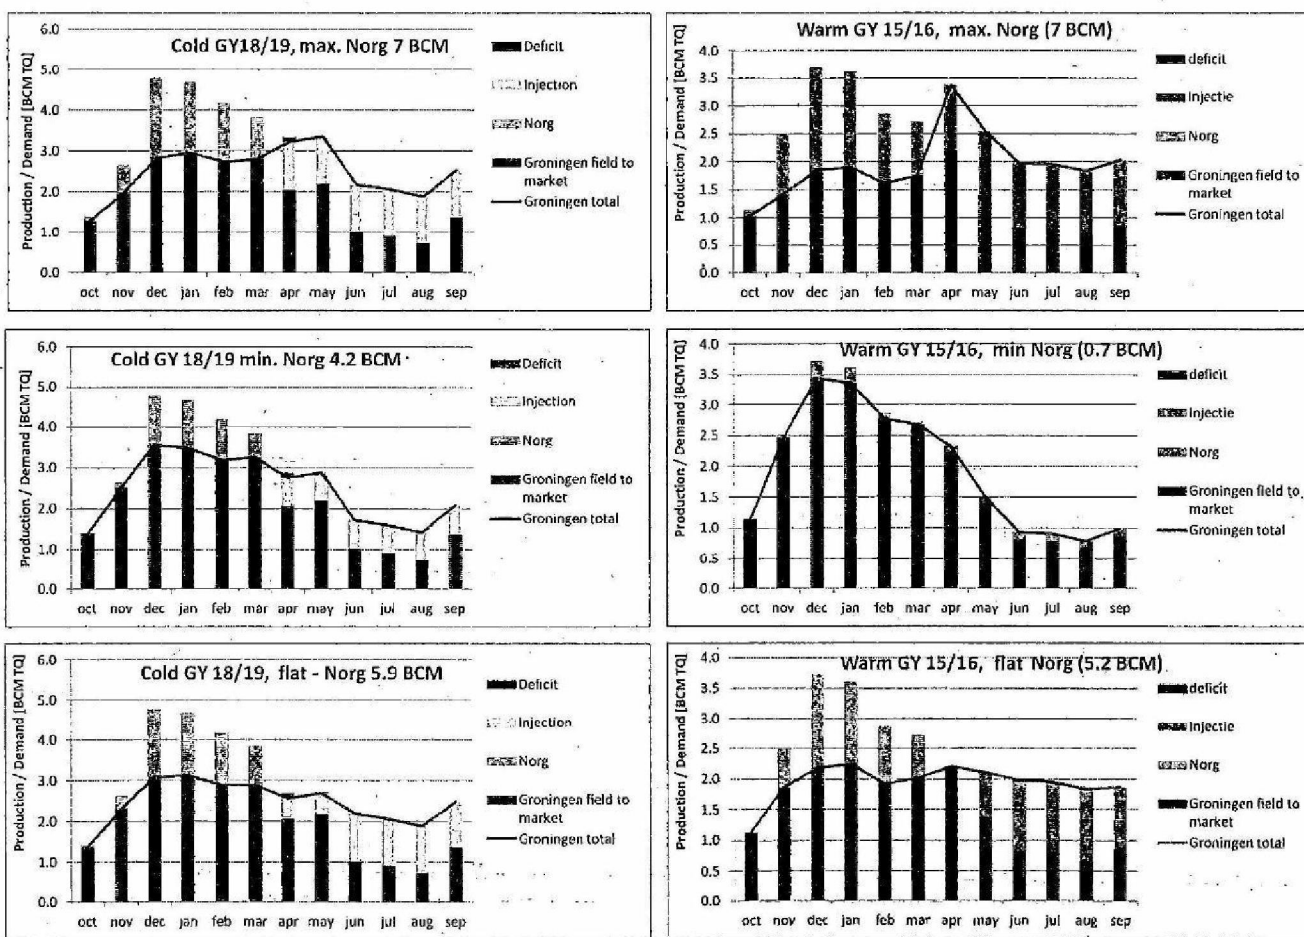 Cold GY18/19, max. Norg 7 BCM
Production / Demand [BCM TQ]
6.0
5.0
4.0
3.0
2.0
1.0
0.0
oct nov dec jan feb mar apr may jun jul aug sep
Deficit
Injection
Norg
Groningen field to
market
Groningen total
Warm GY 15/16, max. Norg (7 BCM)
Production / Demand [BCM TQ]
4.0
3.5
3.0
2.5
2.0
1.5
1.0
0.5
0.0
oct nov dec jan feb mar apr may jun jul aug sep
deficit
Injectie
Norg
Groningen field to
market
Groningen total
Cold GY 18/19 min. Norg 4.2 BCM
Production / Demand [BCM TQ]
6.0
5.0
4.0
3.0
2.0
1.0
0.0
oct nov dec jan feb mar apr may jun jul aug sep
Deficit
Injection
Norg
Groningen field to
market
Groningen total
Warm GY 15/16, min Norg (0.7 BCM)
Production / Demand [BCM TQ]
4.0
3.5
3.0
2.5
2.0
1.5
1.0
0.5
0.0
oct nov dec jan feb mar apr may jun jul aug sep
deficit
Injectie
Norg
Groningen field to
market
Groningen total
Cold GY 18/19, flat - Norg 5.9 BCM
Production / Demand [BCM TQ]
6.0
5.0
4.0
3.0
2.0
1.0
0.0
oct nov dec jan feb mar apr may jun jul aug sep
Deficit
Injection
Norg
Groningen field to
market
Groningen total
Warm GY 15/16, flat Norg (5.2 BCM)
Production / Demand [BCM TQ]
4.0
3.5
3.0
2.5
2.0
1.5
1.0
0.5
0.0
oct nov dec jan feb mar apr may jun jul aug sep
deficit
Injectie
Norg
Groningen field to
market
Groningen total